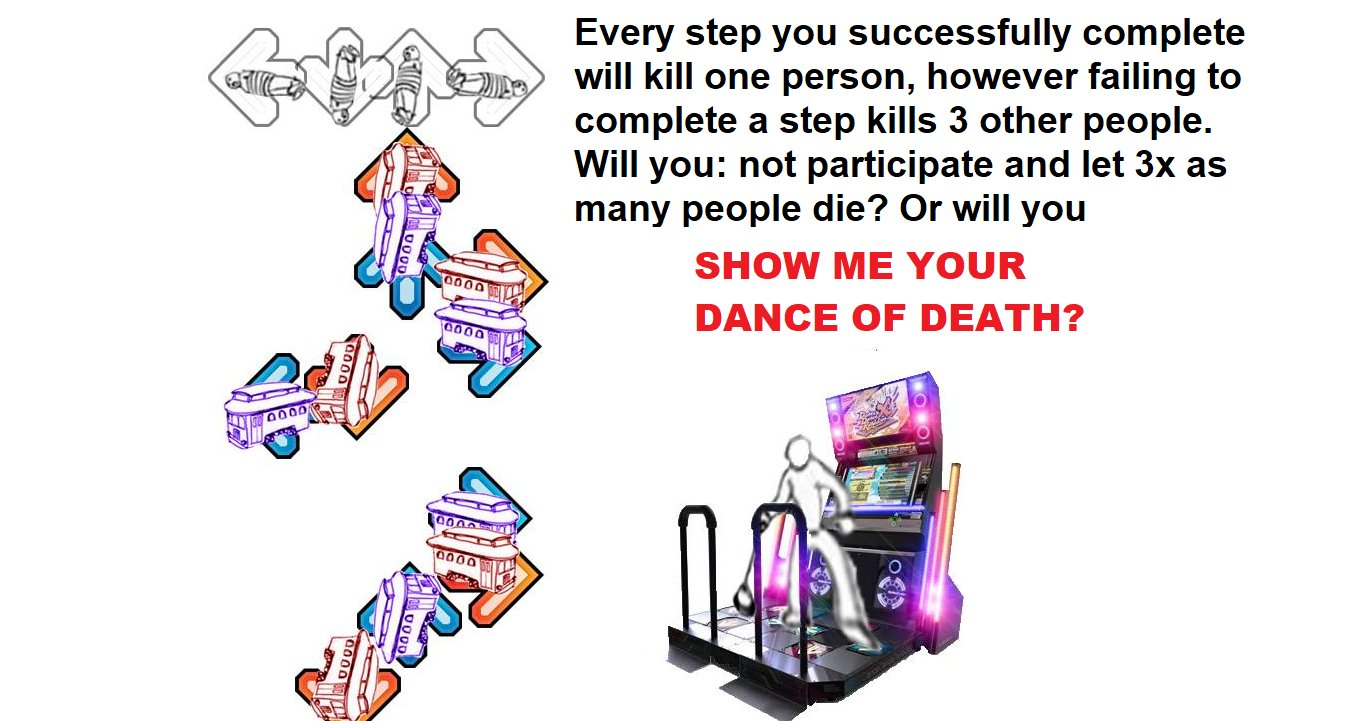 Every step you successfully complete
will kill one person, however failing to
complete a step kills 3 other people.
Will you: not participate and let 3x as
many people die? Or will you
SHOW ME YOUR
DANCE OF DEATH?